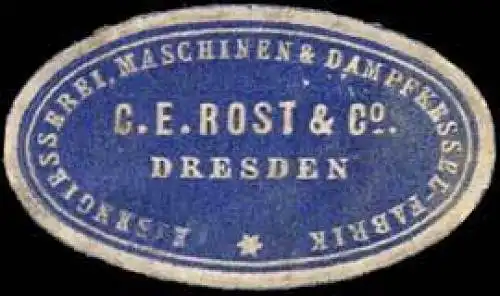 EISENGIESSEREI, MASCHINEN & DAMPFKESSEL-FABRIK
C.E. ROST & Co.
DRESDEN